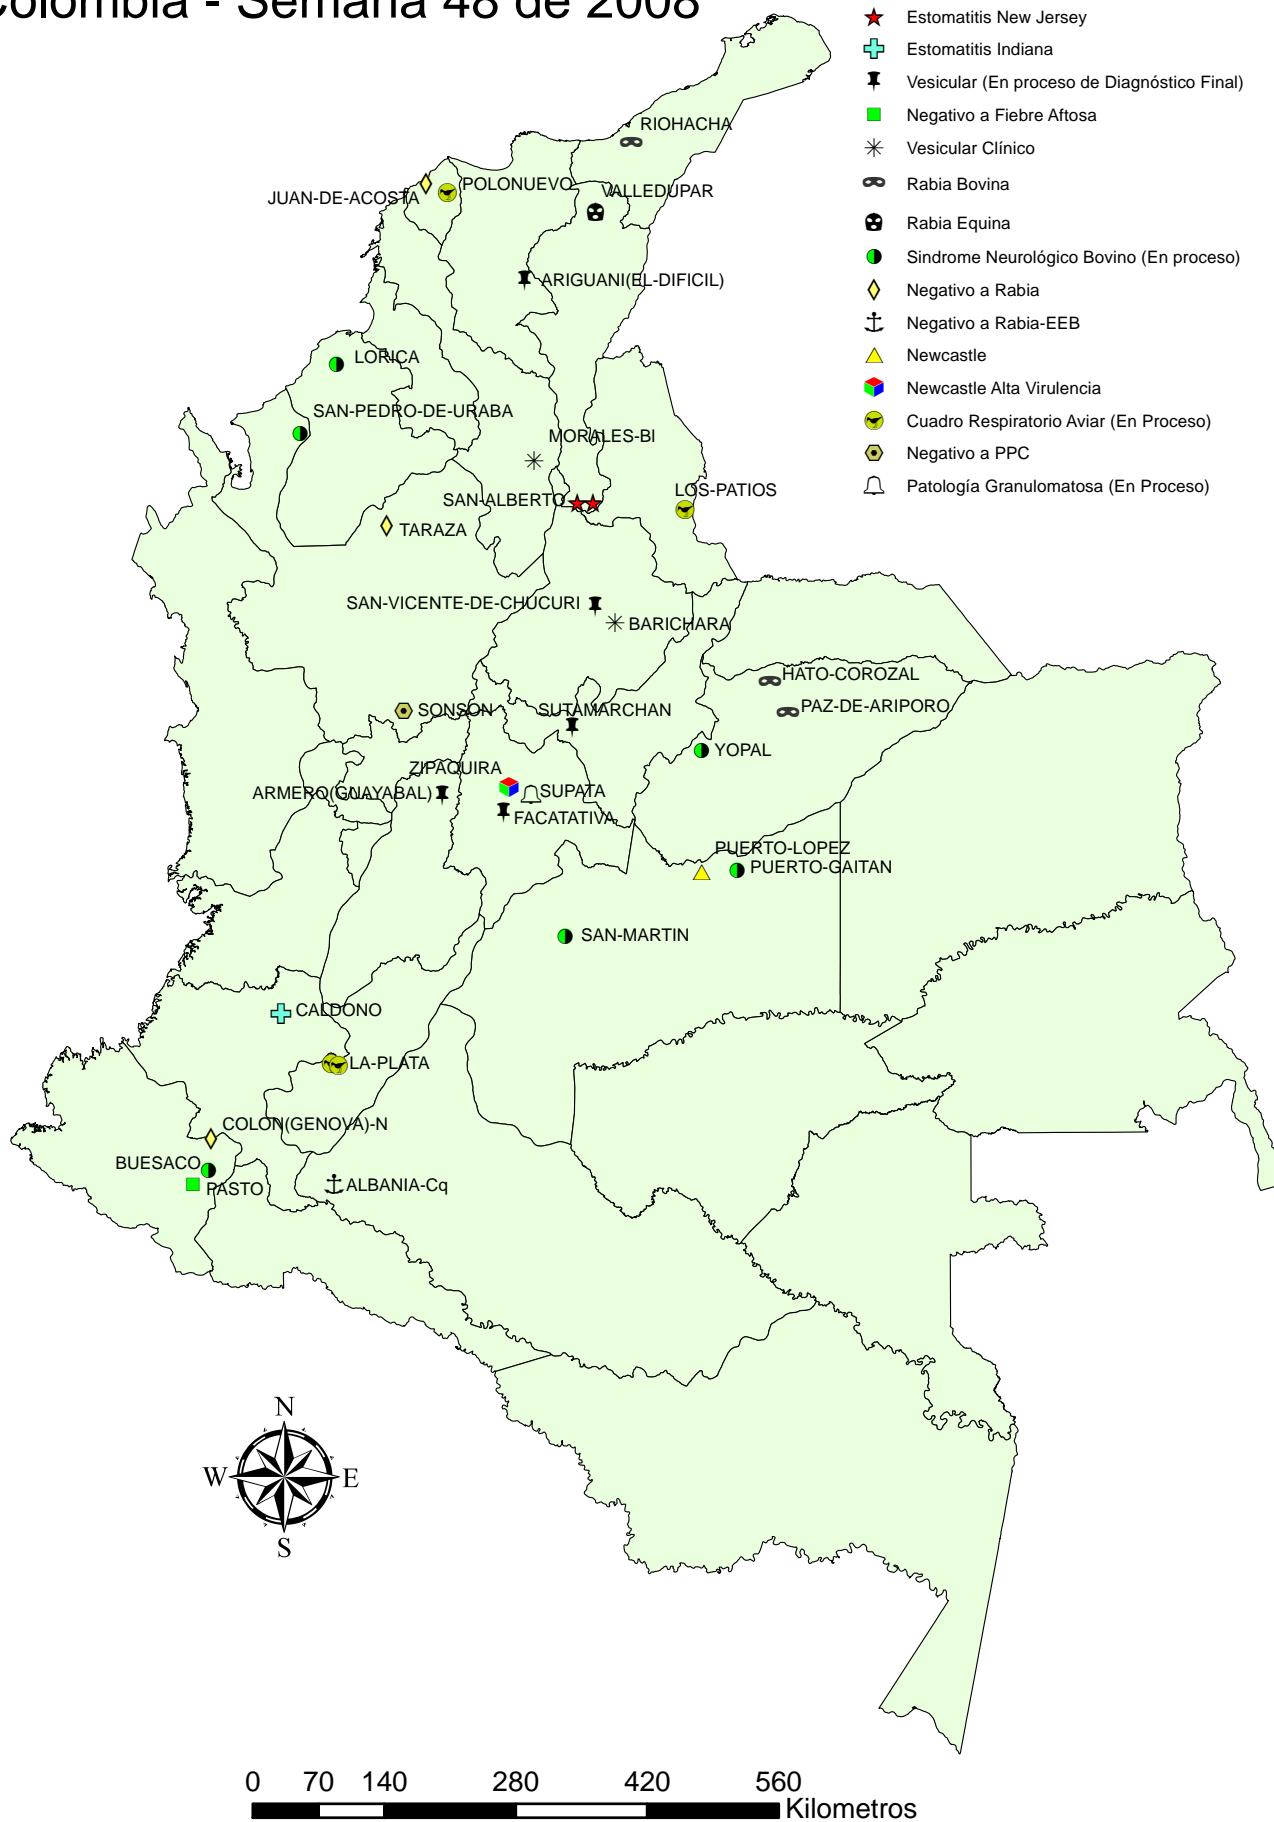 Colombia - Semana 48 de 2008
Estomatitis New Jersey
Estomatitis Indiana
Vesicular (En proceso de Diagnóstico Final)
Negativo a Fiebre Aftosa
Vesicular Clínico
Rabia Bovina
Rabia Equina
Sindrome Neurológico Bovino (En proceso)
Negativo a Rabia
Negativo a Rabia-EEB
Newcastle
Newcastle Alta Virulencia
Cuadro Respiratorio Aviar (En Proceso)
Negativo a PPC
Patología Granulomatosa (En Proceso)
RIOHACHA
POLONUEVO
VALLEDUPAR
JUAN-DE-ACOSTA
ARIGUANI(EL-DIFICIL)
LORICA
SAN-PEDRO-DE-URABA
MORALES-Bl
SAN-ALBERTO
LOS-PATIOS
TARAZA
SAN-VICENTE-DE-CHUCURI
BARICHARA
HATO-COROZAL
PAZ-DE-ARIPORO
SONSON
SUTAMARCHAN
YOPAL
ZIPAQUIRA
ARMERO(GUAYABAL)
SUPATA
FACATATIVA
PUERTO-LOPEZ
PUERTO-GAITAN
SAN-MARTIN
CALDONO
LA-PLATA
COLON(GENOVA)-N
BUESACO
PASTO
ALBANIA-Cq
N
W
E
S
0 70 140 280 420 560
Kilometros